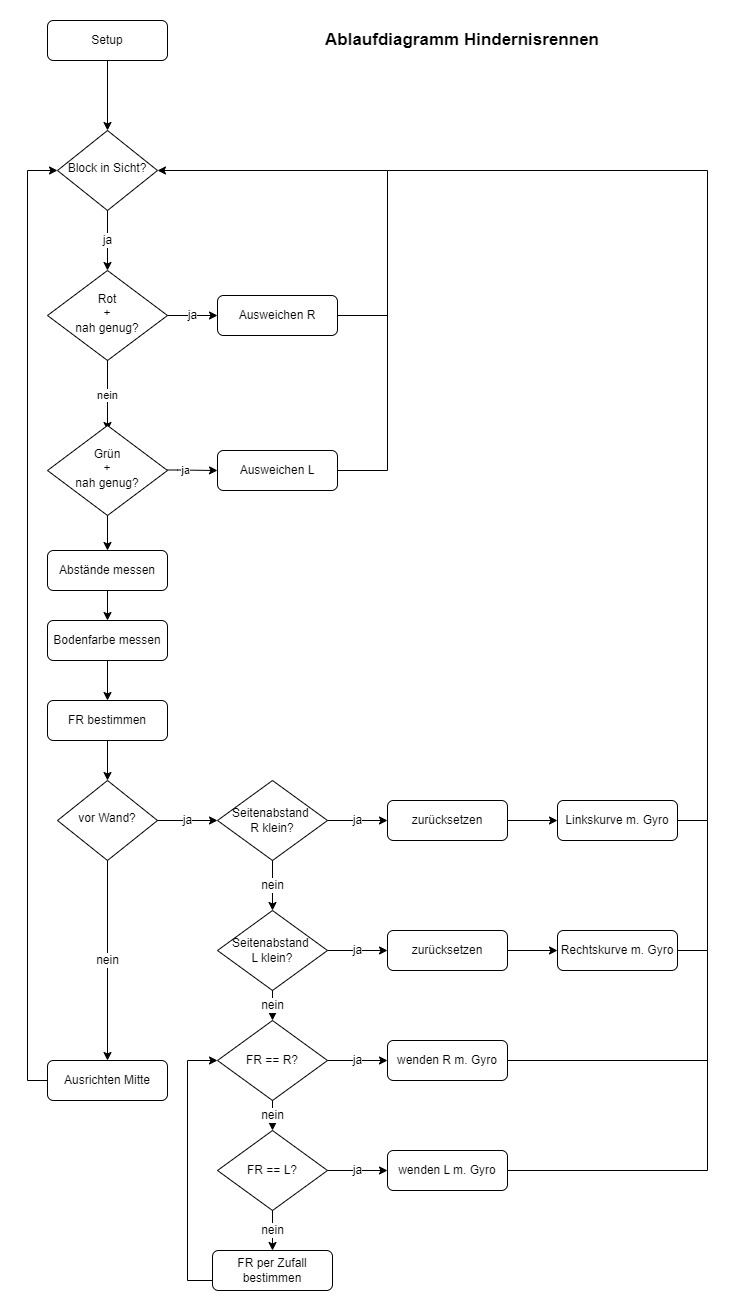 Setup
Ablaufdiagramm Hindernisrennen
Block in Sicht?
ja
Rot
+
nah genug?
ja
Ausweichen R
nein
Grün
+
nah genug?
ja
Ausweichen L
Abstände messen
Bodenfarbe messen
FR bestimmen
vor Wand?
ja
Seitenabstand
R klein?
ja
zurücksetzen
Linkskurve m. Gyro
nein
Seitenabstand
L klein?
ja
zurücksetzen
Rechtskurve m. Gyro
nein
nein
FR == R?
ja
wenden R m. Gyro
Ausrichten Mitte
nein
FR == L?
ja
wenden L m. Gyro
nein
FR per Zufall
bestimmen